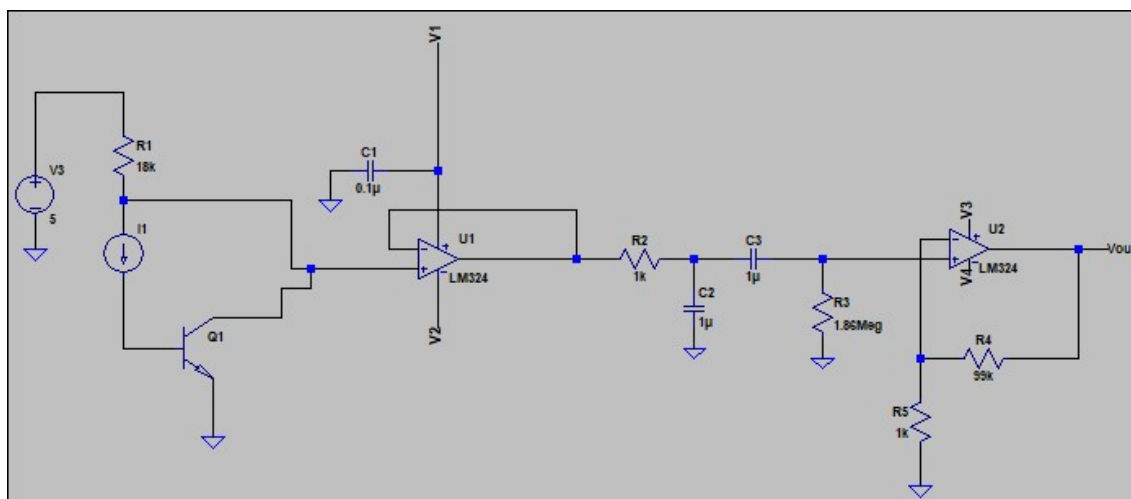 V1
R1
18k
V3
5
C1
0.1µ
I1
U1
LM324
V2
Q1
R2
1k
C3
1µ
C2
1µ
R3
1.86Meg
V3
U2
V4
LM324
Vou
R4
99k
R5
1k